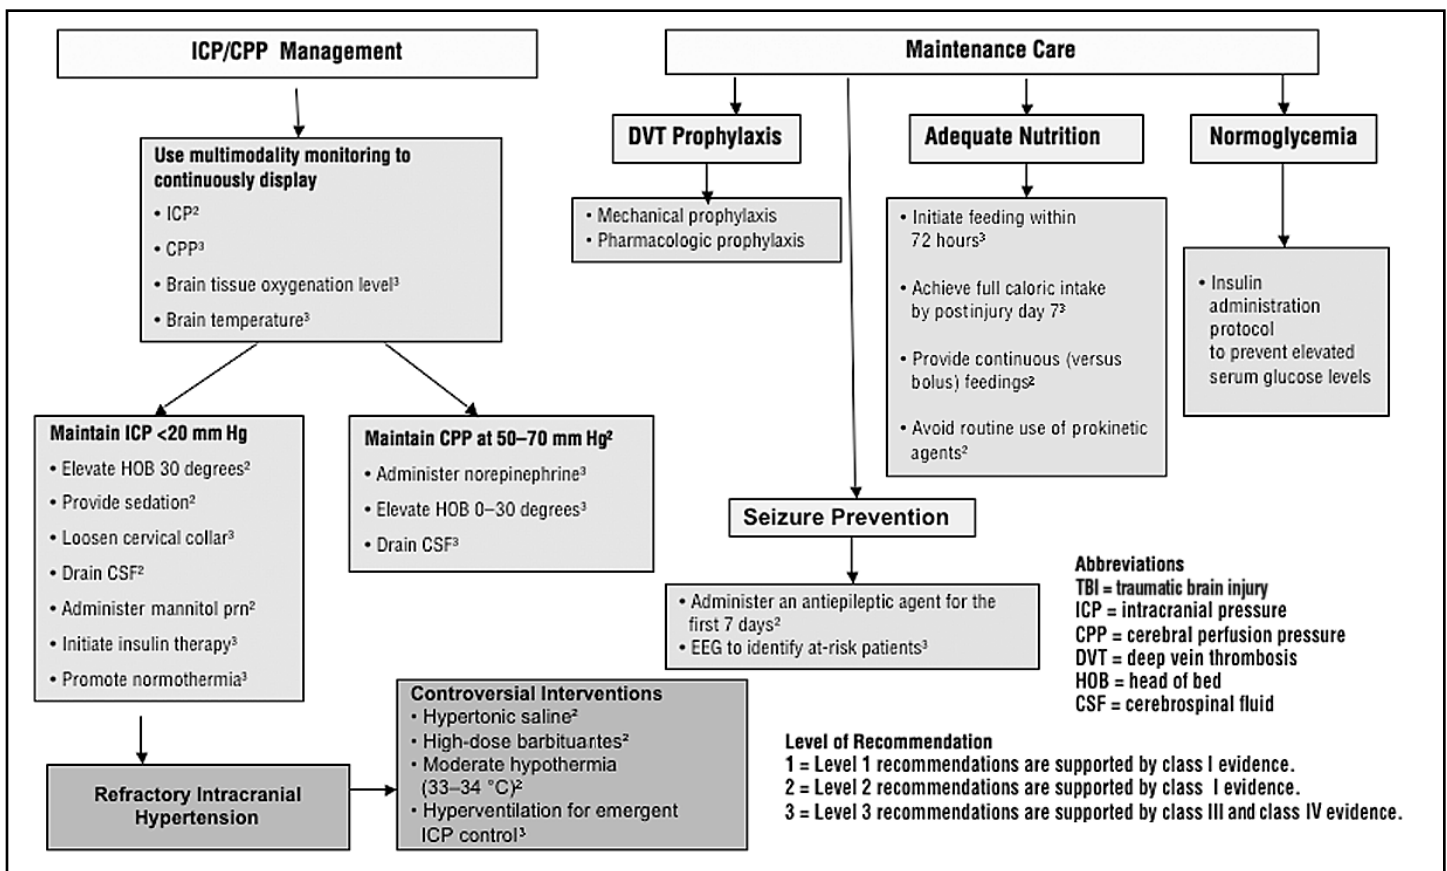 ICP/CPP Management
Use multimodality monitoring to
continuously display
• ICP²
• CPP³
• Brain tissue oxygenation level³
• Brain temperature³
Maintain ICP <20 mm Hg
• Elevate HOB 30 degrees²
• Provide sedation²
• Loosen cervical collar³
• Drain CSF²
• Administer mannitol prn²
• Initiate insulin therapy³
• Promote normothermia³
Maintain CPP at 50–70 mm Hg²
• Administer norepinephrine³
• Elevate HOB 0–30 degrees³
• Drain CSF³
Refractory Intracranial
Hypertension
Controversial Interventions
• Hypertonic saline²
• High-dose barbituantes²
• Moderate hypothermia
(33–34 °C)²
• Hyperventilation for emergent
ICP control³
Maintenance Care
DVT Prophylaxis
• Mechanical prophylaxis
• Pharmacologic prophylaxis
Adequate Nutrition
• Initiate feeding within
72 hours³
• Achieve full caloric intake
by postinjury day 7³
• Provide continuous (versus
bolus) feedings²
• Avoid routine use of prokinetic
agents²
Normoglycemia
• Insulin
administration
protocol
to prevent elevated
serum glucose levels
Seizure Prevention
• Administer an antiepileptic agent for the
first 7 days²
• EEG to identify at-risk patients³
Abbreviations
TBI = traumatic brain injury
ICP = intracranial pressure
CPP = cerebral perfusion pressure
DVT = deep vein thrombosis
HOB = head of bed
CSF = cerebrospinal fluid
Level of Recommendation
1 = Level 1 recommendations are supported by class I evidence.
2 = Level 2 recommendations are supported by class I evidence.
3 = Level 3 recommendations are supported by class III and class IV evidence.